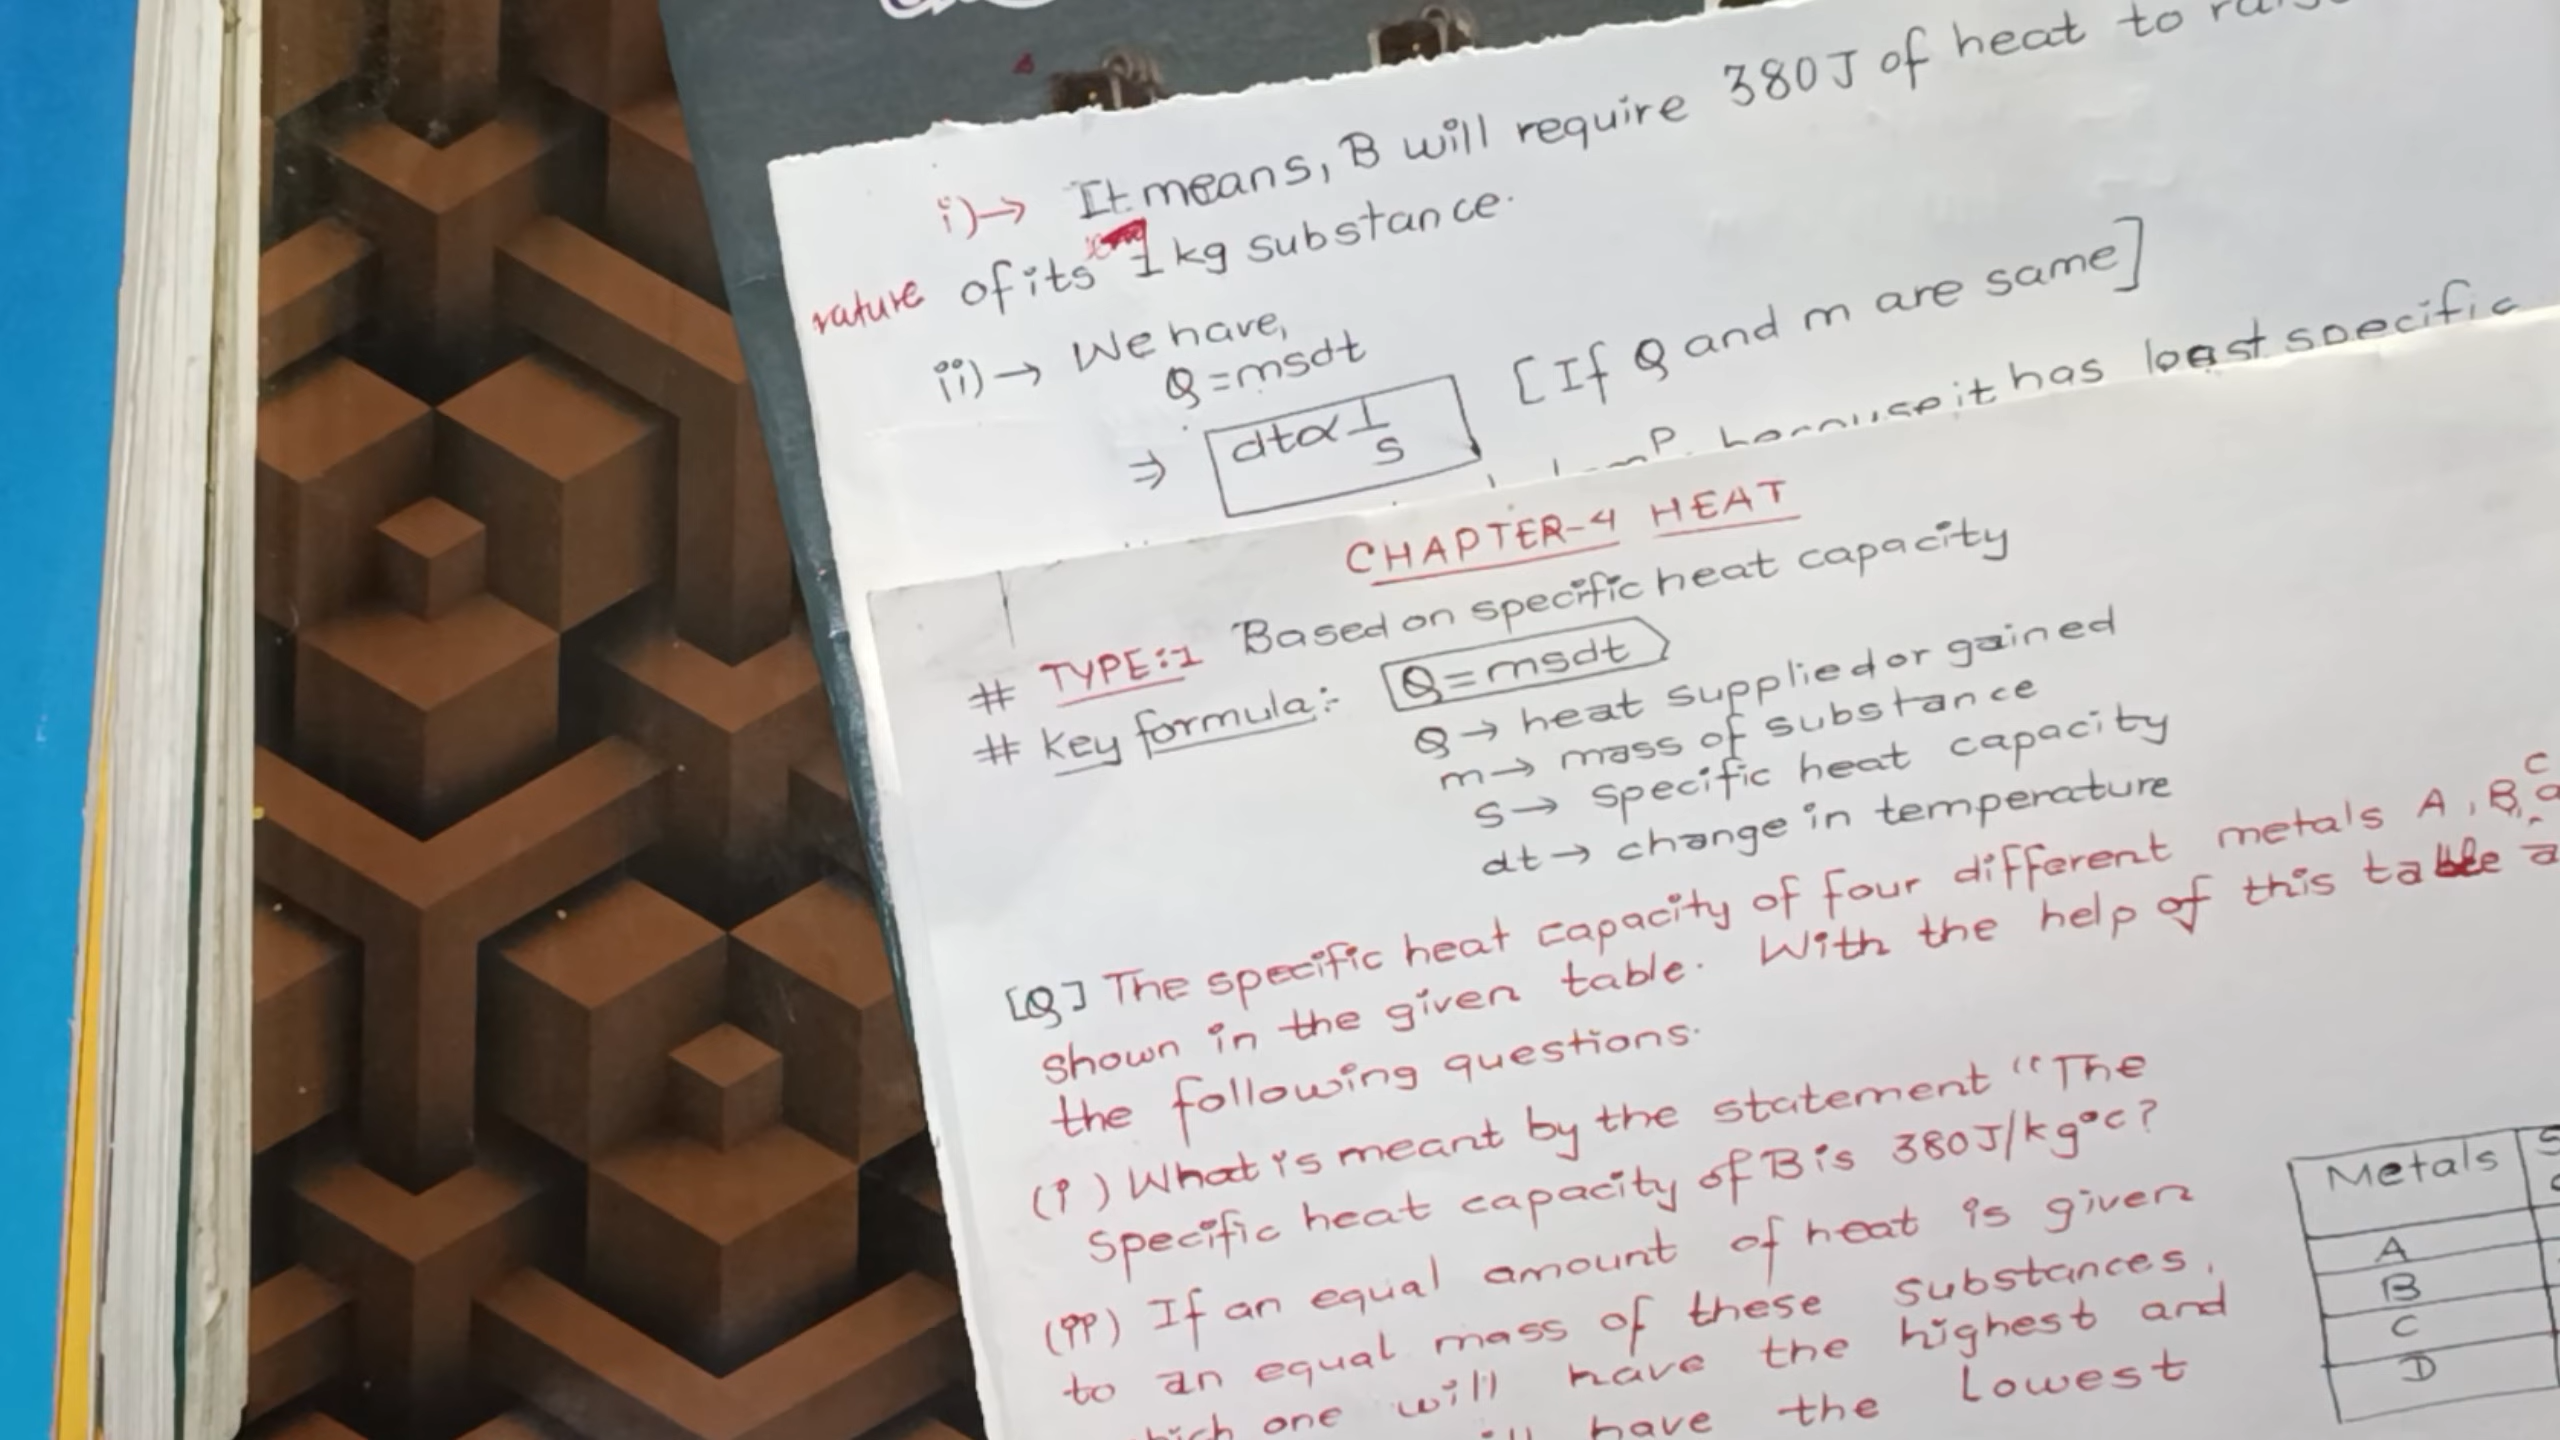 i)→ It means, B will require 380J of heat to
rature of its 1 kg substance.
ii)→ We have,
Q=msdt
⇒ dt∝ 1/s [If Q and m are same]
it has least specific
CHAPTER-4 HEAT
# TYPE:1 Based on specific heat capacity
# Key formula:- Q=msdt
Q→ heat supplied or gained
m→ mass of substance
s→ specific heat capacity
dt→ change in temperature
[Q] The specific heat capacity of four different metals A, B, C
shown in the given table. With the help of this table
the following questions.
(i) What is meant by the statement "The
Specific heat capacity of B is 380J/kg°c?
(ii) If an equal amount of heat is given
to an equal mass of these substances,
one will have the highest and
have the lowest
Metals
A
B
C
D